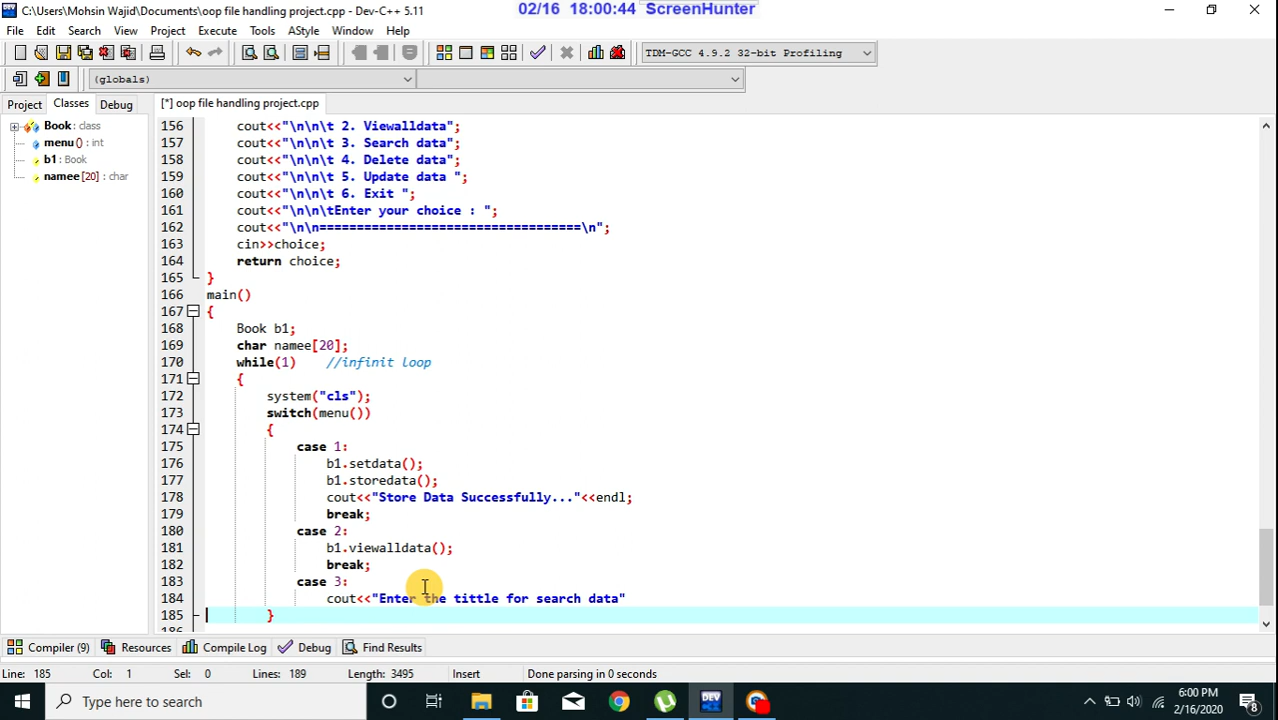 C:\Users\Mohsin Wajid\Documents\oop file handling project.cpp - Dev-C++ 5.11
02/16 18:00:44 ScreenHunter
File Edit Search View Project Execute Tools AStyle Window Help
TDM-GCC 4.9.2 32-bit Profiling
(globals)
Project Classes Debug
[*] oop file handling project.cpp
Book : class
menu () : int
b1 : Book
namee [20] : char
156 cout<<"\n\n\t 2. Viewalldata";
157 cout<<"\n\n\t 3. Search data";
158 cout<<"\n\n\t 4. Delete data";
159 cout<<"\n\n\t 5. Update data ";
160 cout<<"\n\n\t 6. Exit ";
161 cout<<"\n\n\tEnter your choice : ";
162 cout<<"\n\n===================================\n";
163 cin>>choice;
164 return choice;
165 }
166 main()
167 {
168 Book b1;
169 char namee[20];
170 while(1) //infinit loop
171 {
172 system("cls");
173 switch(menu())
174 {
175 case 1:
176 b1.setdata();
177 b1.storedata();
178 cout<<"Store Data Successfully..."<<endl;
179 break;
180 case 2:
181 b1.viewalldata();
182 break;
183 case 3:
184 cout<<"Enter the tittle for search data"
185 }
Compiler (9) Resources Compile Log Debug Find Results
Line: 185 Col: 1 Sel: 0 Lines: 189 Length: 3495 Insert Done parsing in 0 seconds
Type here to search
DEV
6:00 PM
2/16/2020
8